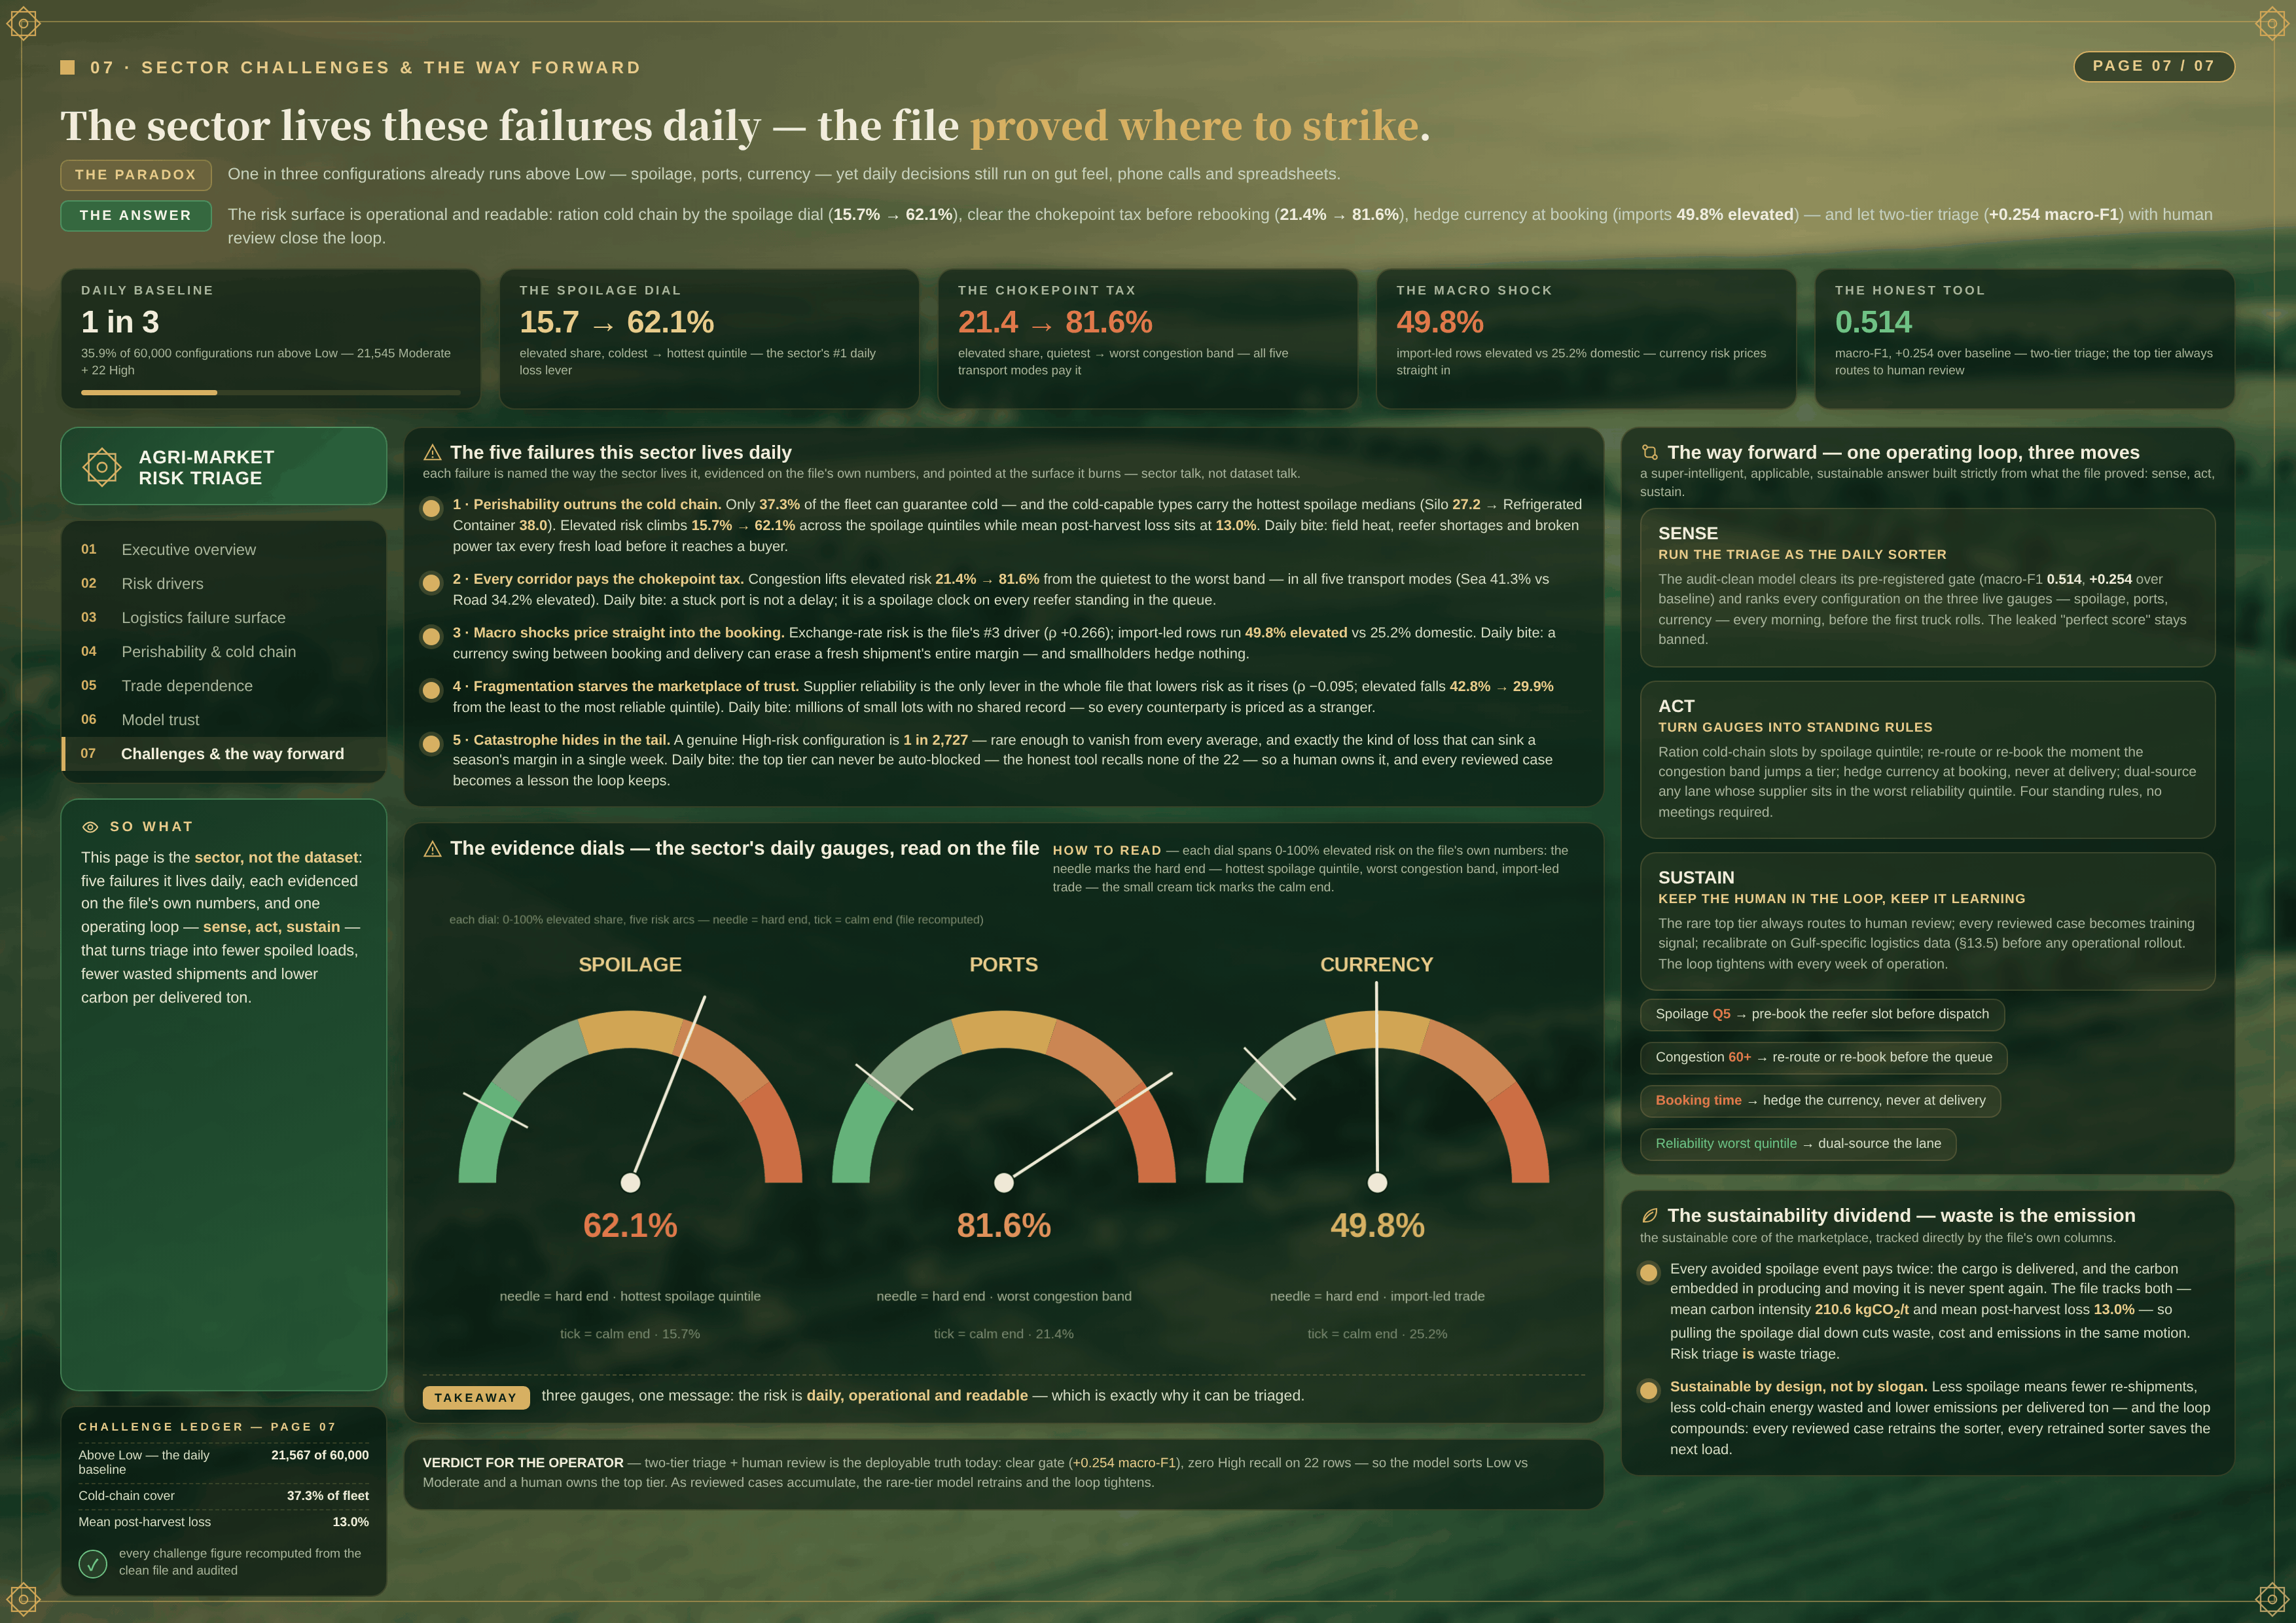 07 · SECTOR CHALLENGES & THE WAY FORWARD
PAGE 07 / 07
The sector lives these failures daily — the file proved where to strike.
THE PARADOX
One in three configurations already runs above Low — spoilage, ports, currency — yet daily decisions still run on gut feel, phone calls and spreadsheets.
THE ANSWER
The risk surface is operational and readable: ration cold chain by the spoilage dial (15.7% → 62.1%), clear the chokepoint tax before rebooking (21.4% → 81.6%), hedge currency at booking (imports 49.8% elevated) — and let two-tier triage (+0.254 macro-F1) with human
review close the loop.
DAILY BASELINE
1 in 3
35.9% of 60,000 configurations run above Low — 21,545 Moderate
+ 22 High
THE SPOILAGE DIAL
15.7 → 62.1%
elevated share, coldest → hottest quintile — the sector's #1 daily
loss lever
THE CHOKEPOINT TAX
21.4 → 81.6%
elevated share, quietest → worst congestion band — all five
transport modes pay it
THE MACRO SHOCK
49.8%
import-led rows elevated vs 25.2% domestic — currency risk prices
straight in
THE HONEST TOOL
0.514
macro-F1, +0.254 over baseline — two-tier triage; the top tier always
routes to human review
AGRI-MARKET
RISK TRIAGE
01 Executive overview
02 Risk drivers
03 Logistics failure surface
04 Perishability & cold chain
05 Trade dependence
06 Model trust
07 Challenges & the way forward
SO WHAT
This page is the sector, not the dataset:
five failures it lives daily, each evidenced
on the file's own numbers, and one
operating loop — sense, act, sustain —
that turns triage into fewer spoiled loads,
fewer wasted shipments and lower
carbon per delivered ton.
CHALLENGE LEDGER — PAGE 07
Above Low — the daily 21,567 of 60,000
baseline
Cold-chain cover 37.3% of fleet
Mean post-harvest loss 13.0%
every challenge figure recomputed from the
clean file and audited
The five failures this sector lives daily
each failure is named the way the sector lives it, evidenced on the file's own numbers, and pointed at the surface it burns — sector talk, not dataset talk.
1 · Perishability outruns the cold chain. Only 37.3% of the fleet can guarantee cold — and the cold-capable types carry the hottest spoilage medians (Silo 27.2 → Refrigerated
Container 38.0). Elevated risk climbs 15.7% → 62.1% across the spoilage quintiles while mean post-harvest loss sits at 13.0%. Daily bite: field heat, reefer shortages and broken
power tax every fresh load before it reaches a buyer.
2 · Every corridor pays the chokepoint tax. Congestion lifts elevated risk 21.4% → 81.6% from the quietest to the worst band — in all five transport modes (Sea 41.3% vs
Road 34.2% elevated). Daily bite: a stuck port is not a delay; it is a spoilage clock on every reefer standing in the queue.
3 · Macro shocks price straight into the booking. Exchange-rate risk is the file's #3 driver (ρ +0.266); import-led rows run 49.8% elevated vs 25.2% domestic. Daily bite: a
currency swing between booking and delivery can erase a fresh shipment's entire margin — and smallholders hedge nothing.
4 · Fragmentation starves the marketplace of trust. Supplier reliability is the only lever in the whole file that lowers risk as it rises (ρ −0.095; elevated falls 42.8% → 29.9%
from the least to the most reliable quintile). Daily bite: millions of small lots with no shared record — so every counterparty is priced as a stranger.
5 · Catastrophe hides in the tail. A genuine High-risk configuration is 1 in 2,727 — rare enough to vanish from every average, and exactly the kind of loss that can sink a
season's margin in a single week. Daily bite: the top tier can never be auto-blocked — the honest tool recalls none of the 22 — so a human owns it, and every reviewed case
becomes a lesson the loop keeps.
The evidence dials — the sector's daily gauges, read on the file
HOW TO READ — each dial spans 0-100% elevated risk on the file's own numbers: the
needle marks the hard end — hottest spoilage quintile, worst congestion band, import-led
trade — the small cream tick marks the calm end.
each dial: 0-100% elevated share, five risk arcs — needle = hard end, tick = calm end (file recomputed)
SPOILAGE
PORTS
CURRENCY
62.1%
81.6%
49.8%
needle = hard end · hottest spoilage quintile
needle = hard end · worst congestion band
needle = hard end · import-led trade
tick = calm end · 15.7%
tick = calm end · 21.4%
tick = calm end · 25.2%
TAKEAWAY
three gauges, one message: the risk is daily, operational and readable — which is exactly why it can be triaged.
VERDICT FOR THE OPERATOR — two-tier triage + human review is the deployable truth today: clear gate (+0.254 macro-F1), zero High recall on 22 rows — so the model sorts Low vs
Moderate and a human owns the top tier. As reviewed cases accumulate, the rare-tier model retrains and the loop tightens.
The way forward — one operating loop, three moves
a super-intelligent, applicable, sustainable answer built strictly from what the file proved: sense, act,
sustain.
SENSE
RUN THE TRIAGE AS THE DAILY SORTER
The audit-clean model clears its pre-registered gate (macro-F1 0.514, +0.254 over
baseline) and ranks every configuration on the three live gauges — spoilage, ports,
currency — every morning, before the first truck rolls. The leaked "perfect score" stays
banned.
ACT
TURN GAUGES INTO STANDING RULES
Ration cold-chain slots by spoilage quintile; re-route or re-book the moment the
congestion band jumps a tier; hedge currency at booking, never at delivery; dual-source
any lane whose supplier sits in the worst reliability quintile. Four standing rules, no
meetings required.
SUSTAIN
KEEP THE HUMAN IN THE LOOP, KEEP IT LEARNING
The rare top tier always routes to human review; every reviewed case becomes training
signal; recalibrate on Gulf-specific logistics data (§13.5) before any operational rollout.
The loop tightens with every week of operation.
Spoilage Q5 → pre-book the reefer slot before dispatch
Congestion 60+ → re-route or re-book before the queue
Booking time → hedge the currency, never at delivery
Reliability worst quintile → dual-source the lane
The sustainability dividend — waste is the emission
the sustainable core of the marketplace, tracked directly by the file's own columns.
Every avoided spoilage event pays twice: the cargo is delivered, and the carbon
embedded in producing and moving it is never spent again. The file tracks both —
mean carbon intensity 210.6 kgCO₂/t and mean post-harvest loss 13.0% — so
pulling the spoilage dial down cuts waste, cost and emissions in the same motion.
Risk triage is waste triage.
Sustainable by design, not by slogan. Less spoilage means fewer re-shipments,
less cold-chain energy wasted and lower emissions per delivered ton — and the loop
compounds: every reviewed case retrains the sorter, every retrained sorter saves the
next load.